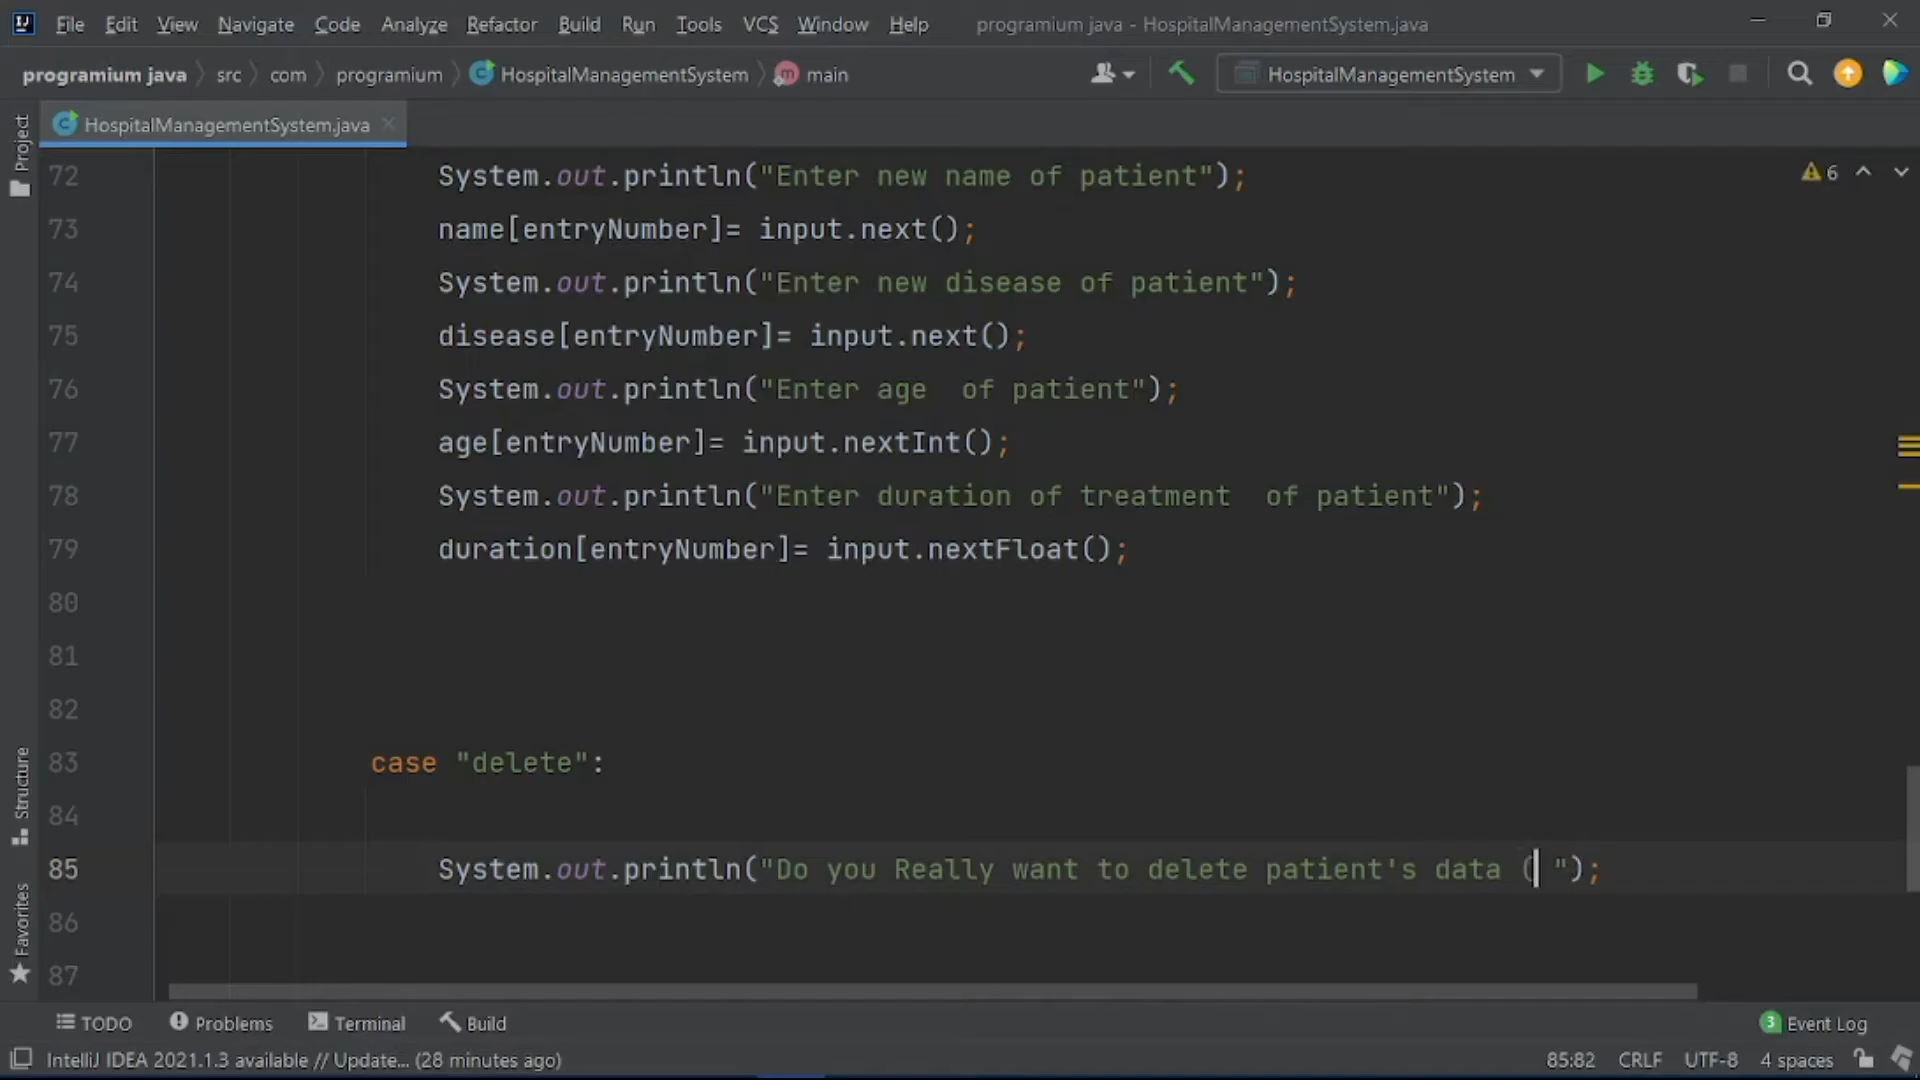 File Edit View Navigate Code Analyze Refactor Build Run Tools VCS Window Help programium java - HospitalManagementSystem.java
programium java src com programium HospitalManagementSystem main HospitalManagementSystem
Project
HospitalManagementSystem.java
72 System.out.println("Enter new name of patient"); 6
73 name[entryNumber]= input.next();
74 System.out.println("Enter new disease of patient");
75 disease[entryNumber]= input.next();
76 System.out.println("Enter age  of patient");
77 age[entryNumber]= input.nextInt();
78 System.out.println("Enter duration of treatment  of patient");
79 duration[entryNumber]= input.nextFloat();
80
81
82
83 case "delete":
84
85 System.out.println("Do you Really want to delete patient's data ( ");
86
87
Structure
Favorites
TODO Problems Terminal Build 3 Event Log
IntelliJ IDEA 2021.1.3 available // Update... (28 minutes ago) 85:82 CRLF UTF-8 4 spaces